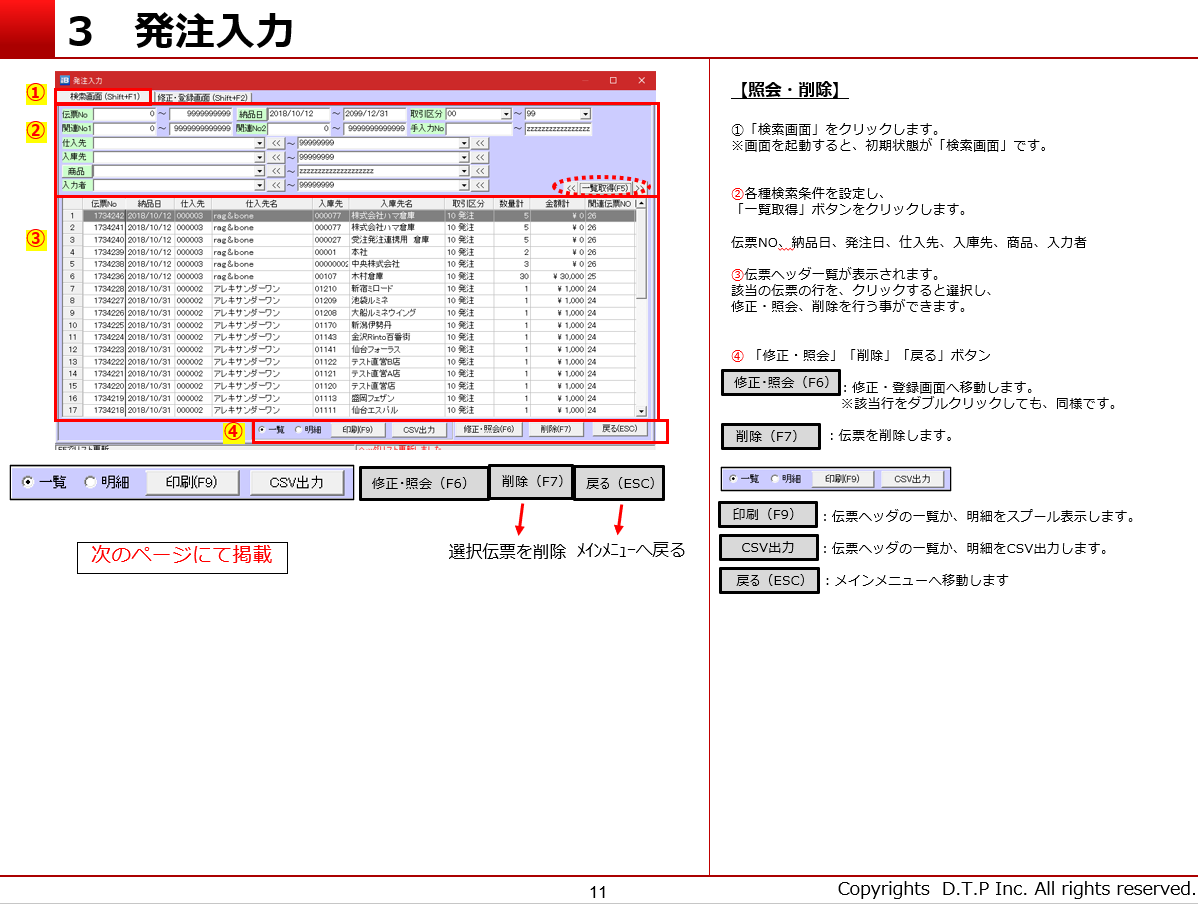 3 発注入力
① 
発注入力
検索画面 (Shift+F1) 修正・登録画面 (Shift+F2)
②
伝票No 0 ～ 9999999999 納品日 2018/10/12 ～ 2099/12/31 取引区分 00 ～ 99
関連No1 0 ～ 9999999999999 関連No2 0 ～ 9999999999999 手入力No ～ zzzzzzzzzzzzzzzzz
仕入先 << ～ 99999999 <<
入庫先 << ～ 99999999 <<
商品 << ～ zzzzzzzzzzzzzzzzzzzz <<
入力者 << ～ 99999999 << << 一覧取得(F5) >>
③
伝票No 納品日 仕入先 仕入先名 入庫先 入庫先名 取引区分 数量計 金額計 関連伝票NO
1 1734242 2018/10/12 000003 rag&bone 000077 株式会社ハマ倉庫 10 発注 5 ¥ 0 26
2 1734241 2018/10/12 000003 rag&bone 000077 株式会社ハマ倉庫 10 発注 5 ¥ 0 26
3 1734240 2018/10/12 000003 rag&bone 000027 受注発注連携用 倉庫 10 発注 5 ¥ 0 26
4 1734239 2018/10/12 000003 rag&bone 00001 本社 10 発注 2 ¥ 0 26
5 1734238 2018/10/12 000003 rag&bone 00000002 中央株式会社 10 発注 3 ¥ 0 26
6 1734236 2018/10/12 000003 rag&bone 00107 木村倉庫 10 発注 30 ¥ 30,000 25
7 1734228 2018/10/31 000002 アレキサンダーワン 01210 新宿ミロード 10 発注 1 ¥ 1,000 24
8 1734227 2018/10/31 000002 アレキサンダーワン 01209 池袋ルミネ 10 発注 1 ¥ 1,000 24
9 1734226 2018/10/31 000002 アレキサンダーワン 01208 大船ルミネウイング 10 発注 1 ¥ 1,000 24
10 1734225 2018/10/31 000002 アレキサンダーワン 01170 新潟伊勢丹 10 発注 1 ¥ 1,000 24
11 1734224 2018/10/31 000002 アレキサンダーワン 01143 金沢Rinto百番街 10 発注 1 ¥ 1,000 24
12 1734223 2018/10/31 000002 アレキサンダーワン 01141 仙台フォーラス 10 発注 1 ¥ 1,000 24
13 1734222 2018/10/31 000002 アレキサンダーワン 01122 テスト直営B店 10 発注 1 ¥ 1,000 24
14 1734221 2018/10/31 000002 アレキサンダーワン 01121 テスト直営A店 10 発注 1 ¥ 1,000 24
15 1734220 2018/10/31 000002 アレキサンダーワン 01120 テスト直営店 10 発注 1 ¥ 1,000 24
16 1734219 2018/10/31 000002 アレキサンダーワン 01113 盛岡フェザン 10 発注 1 ¥ 1,000 24
17 1734218 2018/10/31 000002 アレキサンダーワン 01111 仙台エスパル 10 発注 1 ¥ 1,000 24
④ 一覧 明細 印刷(F9) CSV出力 修正・照会(F6) 削除(F7) 戻る(ESC)
一覧 明細 印刷(F9) CSV出力 修正・照会（F6） 削除（F7） 戻る（ESC）
選択伝票を削除 ﾒｲﾝﾒﾆｭｰへ戻る
次のページにて掲載
【照会・削除】
①「検索画面」をクリックします。
※画面を起動すると、初期状態が「検索画面」です。
②各種検索条件を設定し、
「一覧取得」ボタンをクリックします。
伝票NO、納品日、発注日、仕入先、入庫先、商品、入力者
③伝票ヘッダ一覧が表示されます。
該当の伝票の行を、クリックすると選択し、
修正・照会、削除を行う事ができます。
④ 「修正・照会」「削除」「戻る」ボタン
修正・照会（F6）：修正・登録画面へ移動します。
※該当行をダブルクリックしても、同様です。
削除（F7）：伝票を削除します。
一覧 明細 印刷(F9) CSV出力
印刷（F9）：伝票ヘッダの一覧か、明細をスプール表示します。
CSV出力：伝票ヘッダの一覧か、明細をCSV出力します。
戻る（ESC）：メインメニューへ移動します
11
Copyrights D.T.P Inc. All rights reserved.